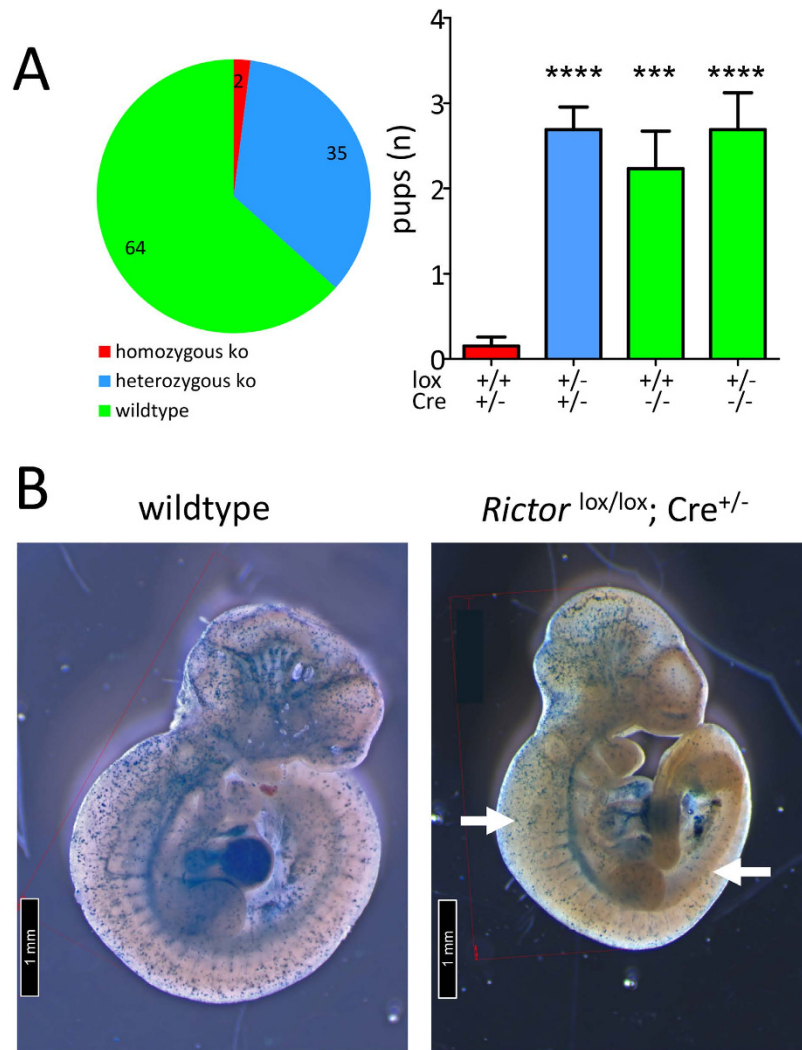 A
2
35
64
homozygous ko
heterozygous ko
wildtype
pups (n)
4
3
2
1
0
**** *** ****
lox +/+ +/- +/+ +/-
Cre +/- +/- -/- -/-
B
wildtype
Rictor lox/lox; Cre+/-
1 mm
1 mm